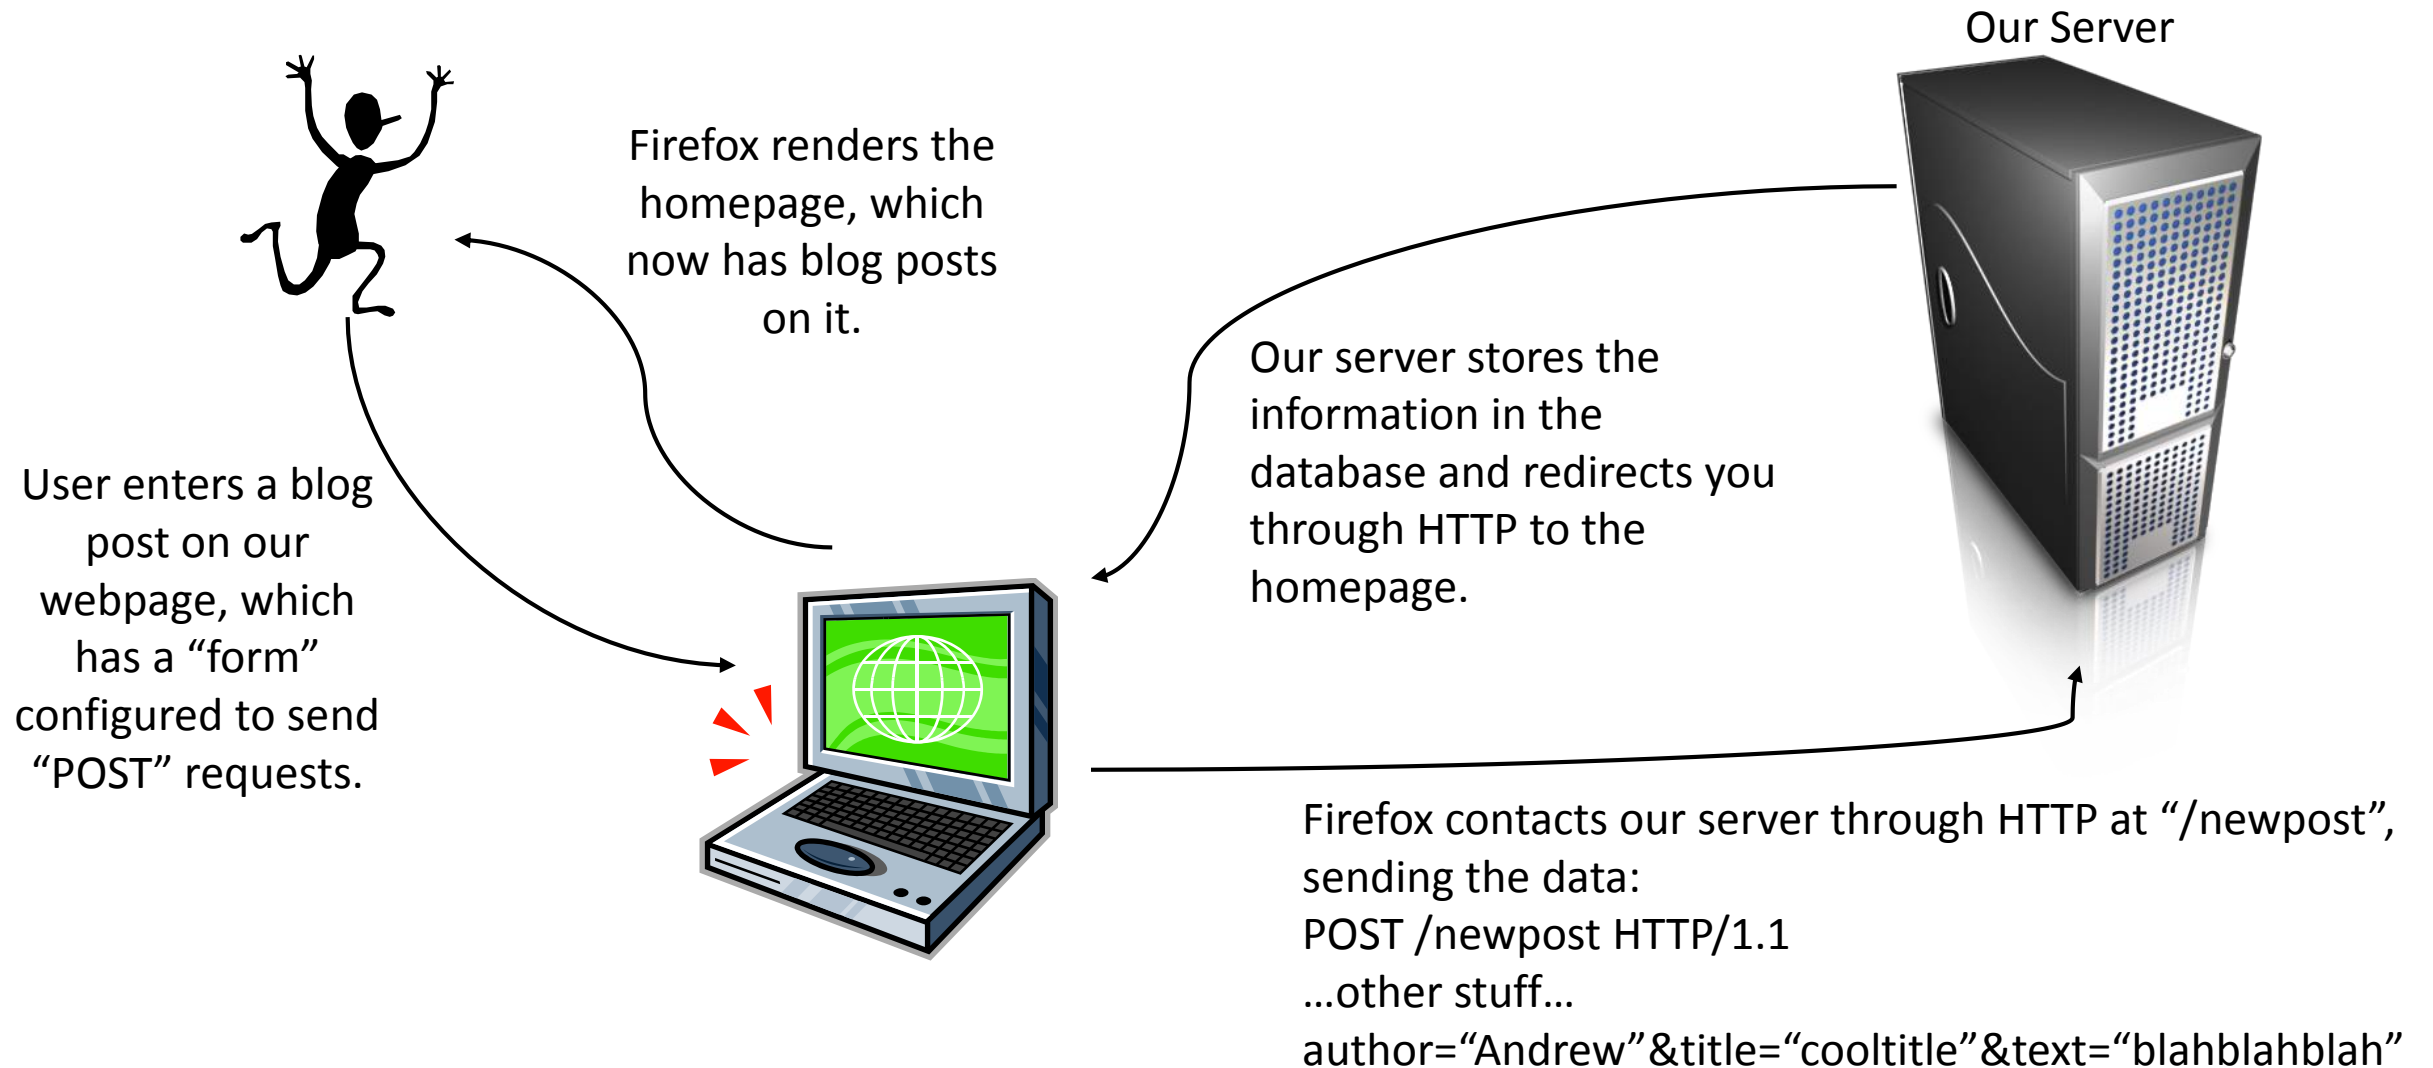 Our Server
Firefox renders the
homepage, which
now has blog posts
on it.
Our server stores the
information in the
database and redirects you
through HTTP to the
homepage.
User enters a blog
post on our
webpage, which
has a “form”
configured to send
“POST” requests.
Firefox contacts our server through HTTP at “/newpost”,
sending the data:
POST /newpost HTTP/1.1
…other stuff…
author=“Andrew”&title=“cooltitle”&text=“blahblahblah”